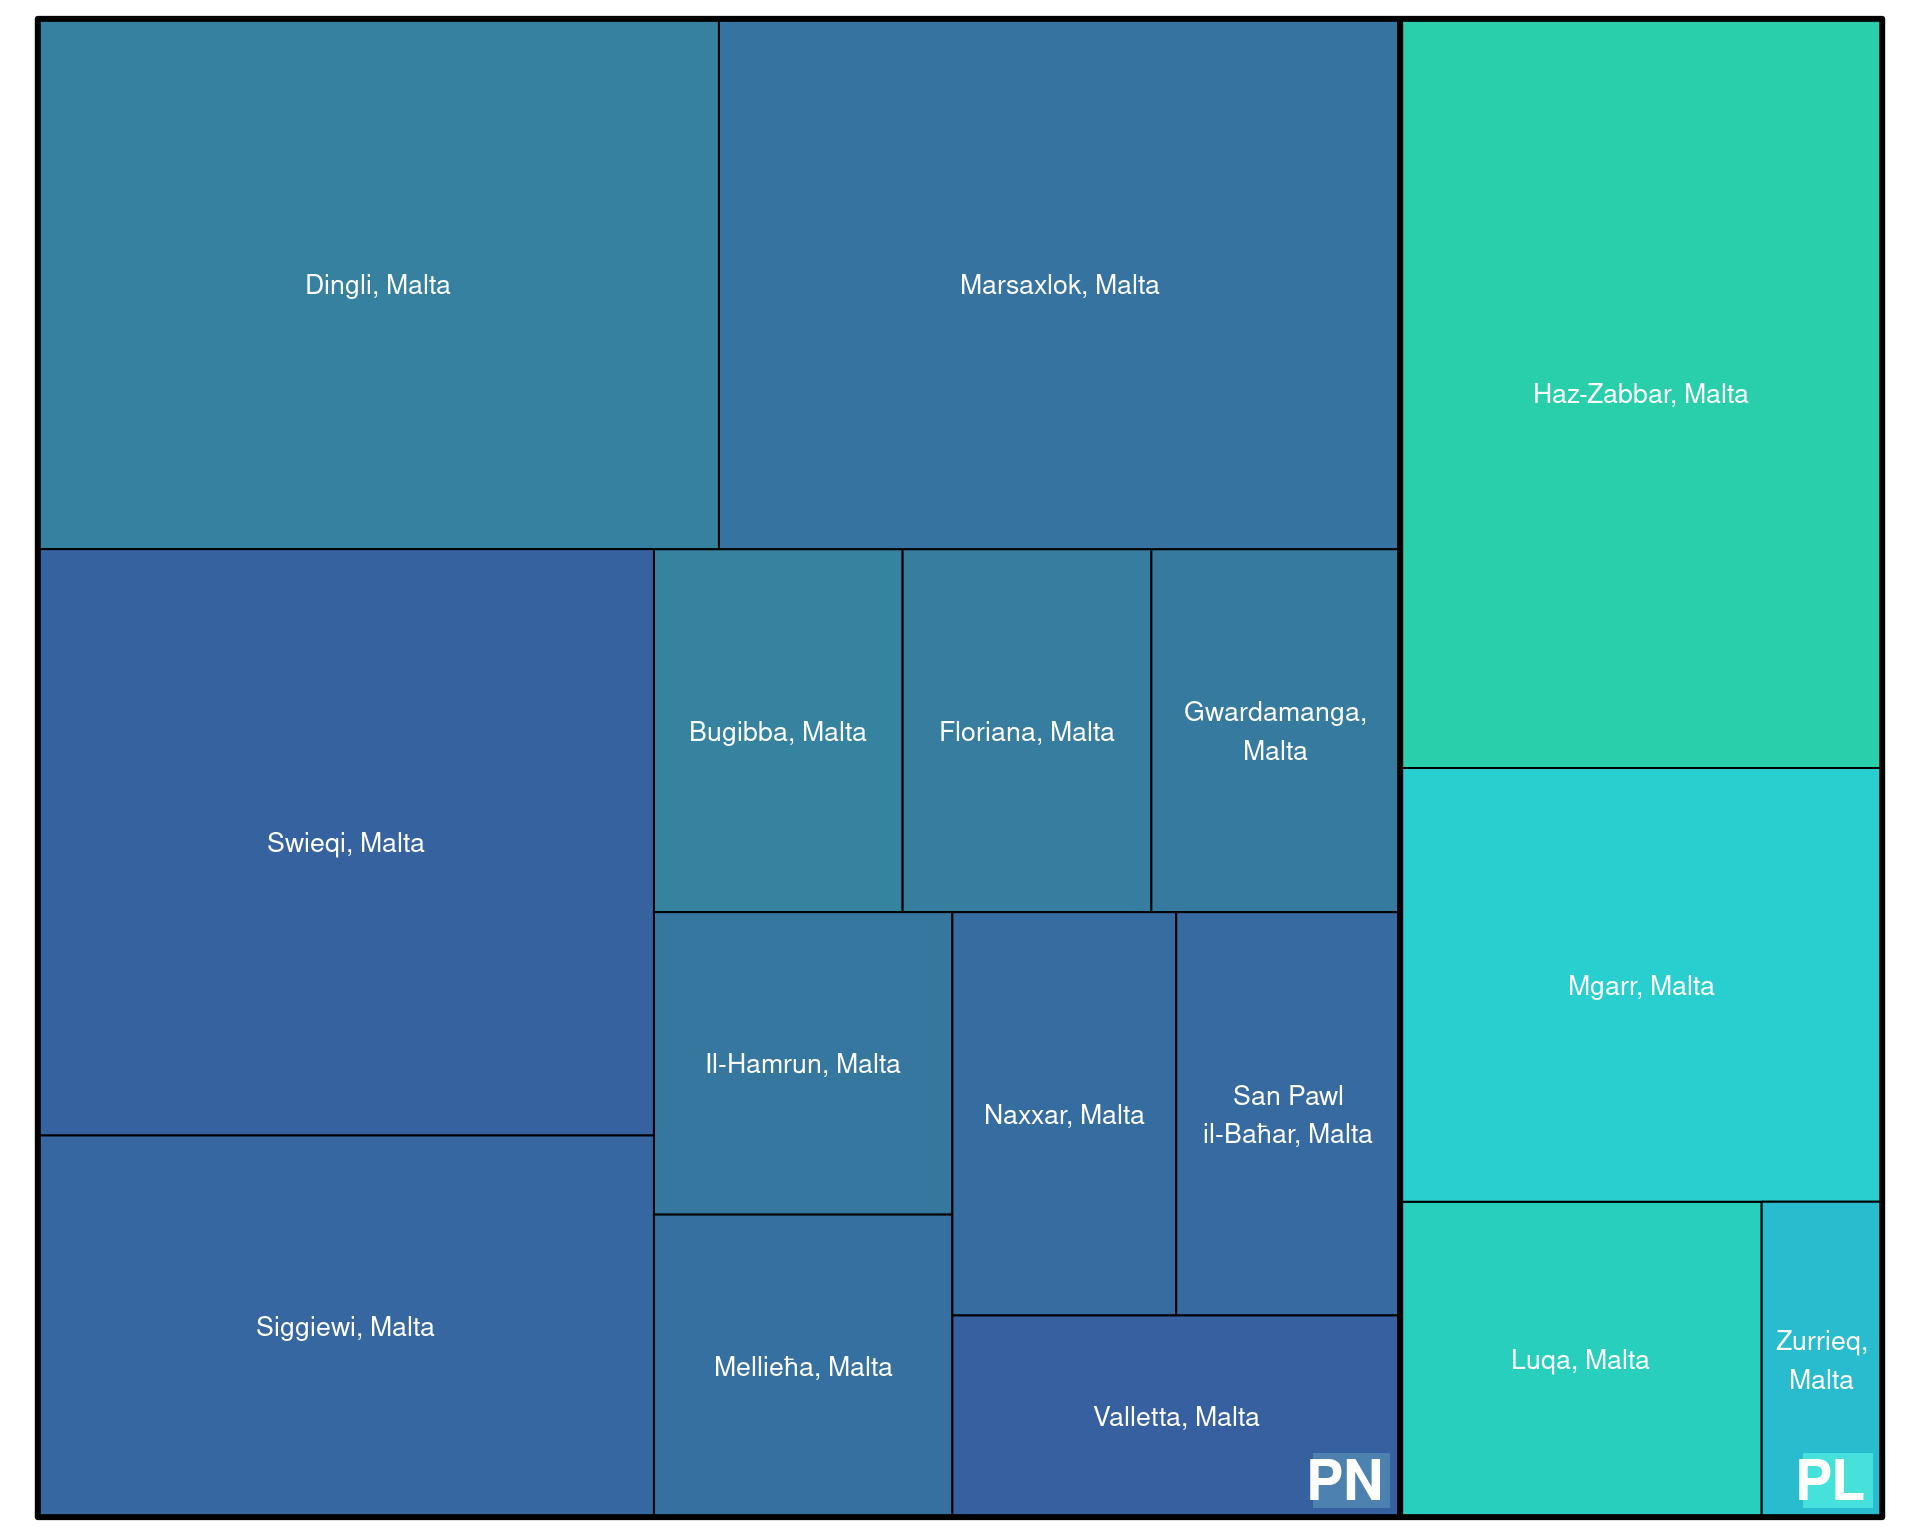 Dingli, Malta
Marsaxlok, Malta
Haz-Zabbar, Malta
Swieqi, Malta
Bugibba, Malta
Floriana, Malta
Gwardamanga,
Malta
Mgarr, Malta
Il-Hamrun, Malta
Naxxar, Malta
San Pawl
il-Baħar, Malta
Siggiewi, Malta
Mellieħa, Malta
Valletta, Malta
Luqa, Malta
Zurrieq,
Malta
PN
PL